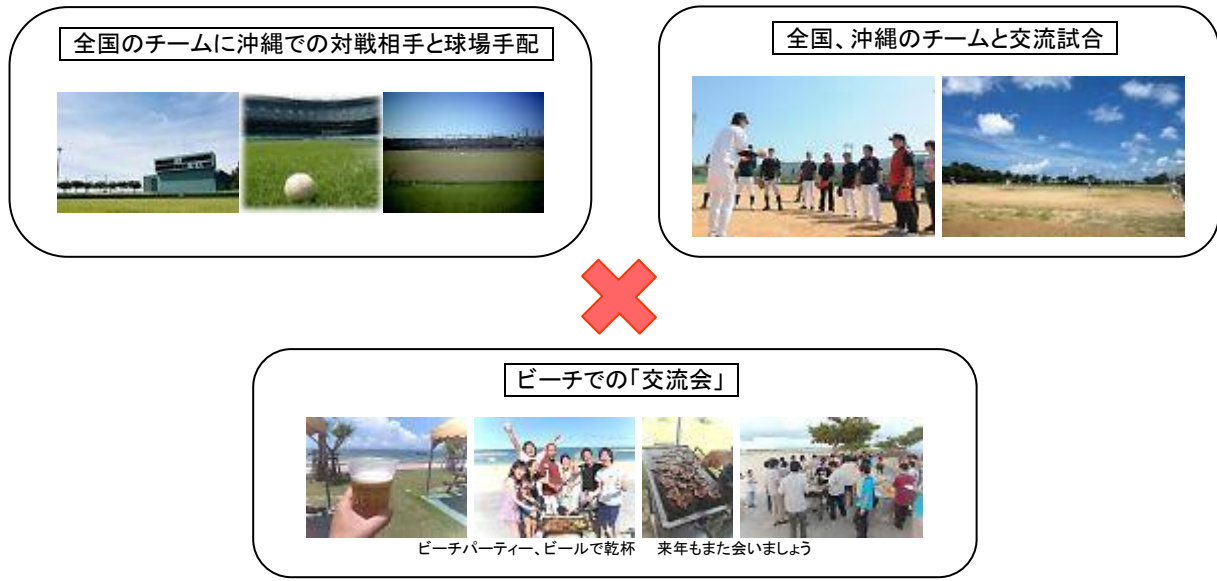 全国のチームに沖縄での対戦相手と球場手配
全国、沖縄のチームと交流試合
ビーチでの「交流会」
ビーチパーティー、ビールで乾杯　来年もまた会いましょう